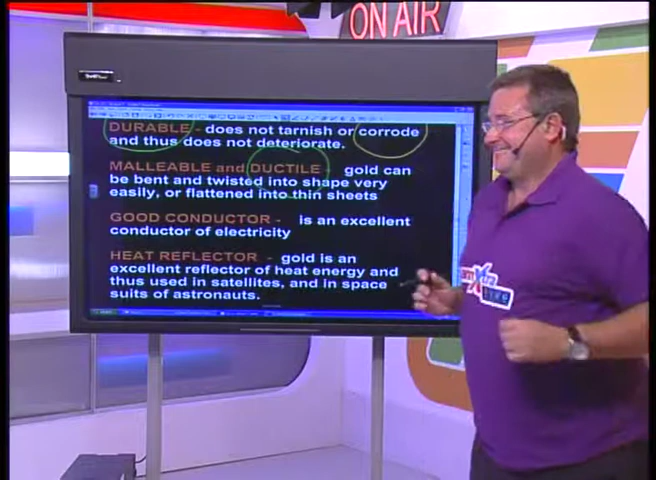 ON AIR
DURABLE - does not tarnish or corrode
and thus does not deteriorate.
MALLEABLE and DUCTILE - gold can
be bent and twisted into shape very
easily, or flattened into thin sheets
GOOD CONDUCTOR - is an excellent
conductor of electricity
HEAT REFLECTOR - gold is an
excellent reflector of heat energy and
thus used in satellites, and in space
suits of astronauts.